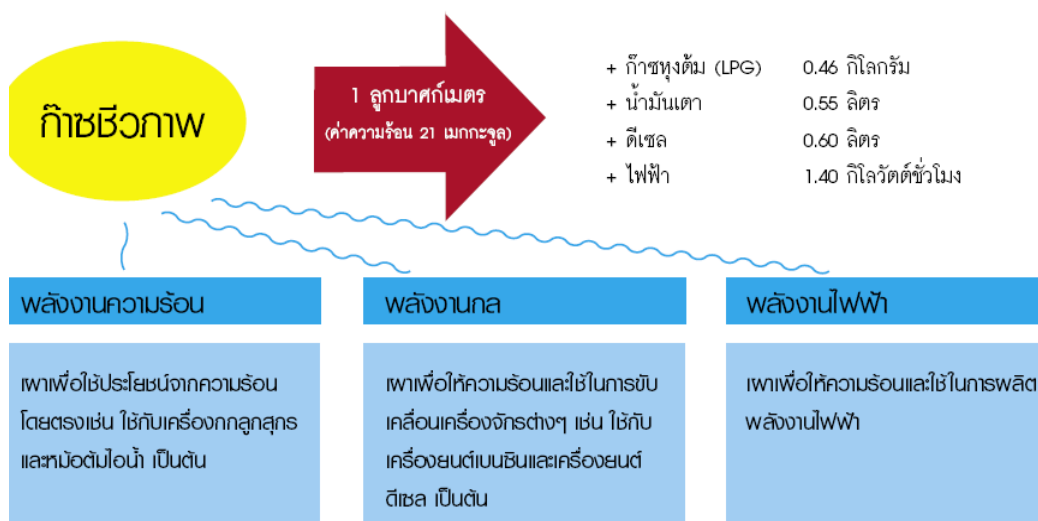 ก๊าซชีวภาพ
1 ลูกบาศก์เมตร
(ค่าความร้อน 21 เมกกะจูล)
+ ก๊าซหุงต้ม (LPG) 0.46 กิโลกรัม
+ น้ำมันเตา 0.55 ลิตร
+ ดีเซล 0.60 ลิตร
+ ไฟฟ้า 1.40 กิโลวัตต์ชั่วโมง
พลังงานความร้อน
เผาเพื่อใช้ประโยชน์จากความร้อน
โดยตรงเช่น ใช้กับเครื่องกกลูกสุกร
และหม้อต้มไอน้ำ เป็นต้น
พลังงานกล
เผาเพื่อให้ความร้อนและใช้ในการขับ
เคลื่อนเครื่องจักรต่างๆ เช่น ใช้กับ
เครื่องยนต์เบนซินและเครื่องยนต์
ดีเซล เป็นต้น
พลังงานไฟฟ้า
เผาเพื่อให้ความร้อนและใช้ในการผลิต
พลังงานไฟฟ้า